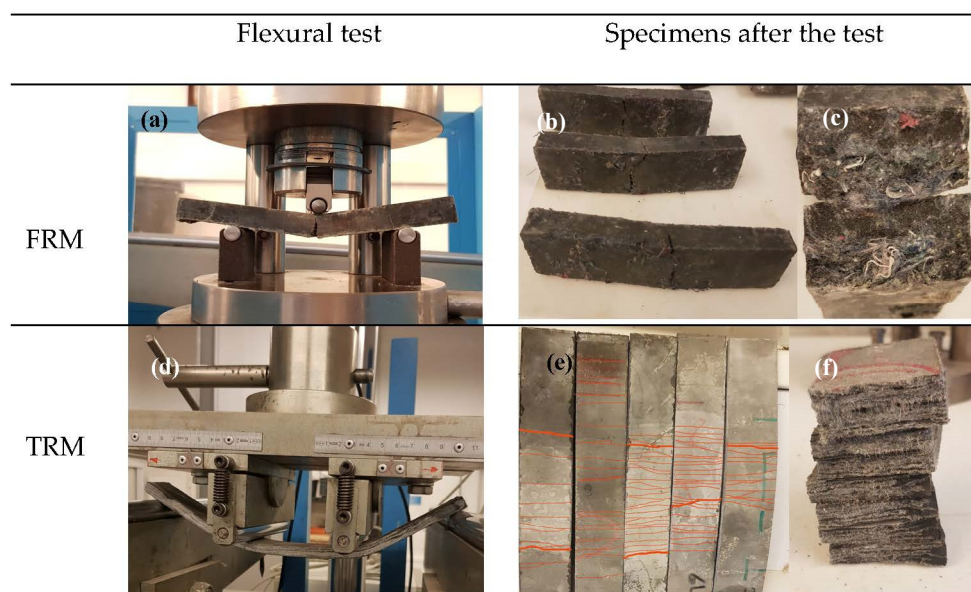 Flexural test
Specimens after the test
FRM
(a)
(b)
(c)
TRM
(d)
(e)
(f)